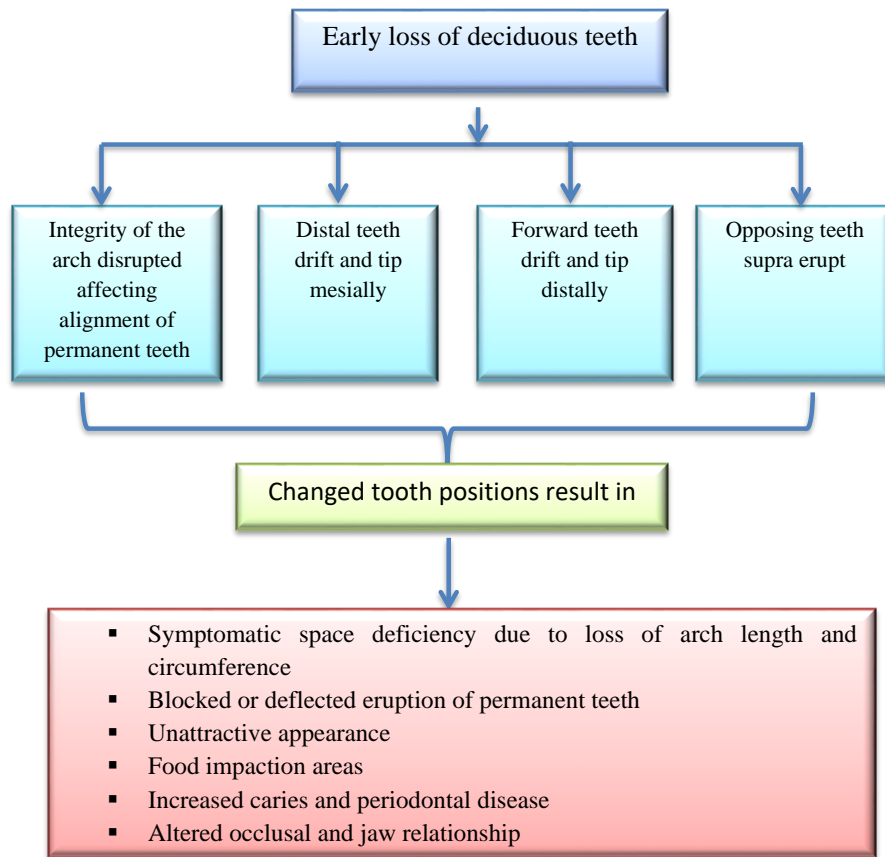 Early loss of deciduous teeth
Integrity of the
arch disrupted
affecting
alignment of
permanent teeth
Distal teeth
drift and tip
mesially
Forward teeth
drift and tip
distally
Opposing teeth
supra erupt
Changed tooth positions result in
▪ Symptomatic space deficiency due to loss of arch length and
circumference
▪ Blocked or deflected eruption of permanent teeth
▪ Unattractive appearance
▪ Food impaction areas
▪ Increased caries and periodontal disease
▪ Altered occlusal and jaw relationship